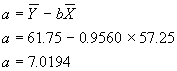 a = Y̅ − bX̅
a = 61.75 − 0.9560 × 57.25
a = 7.0194